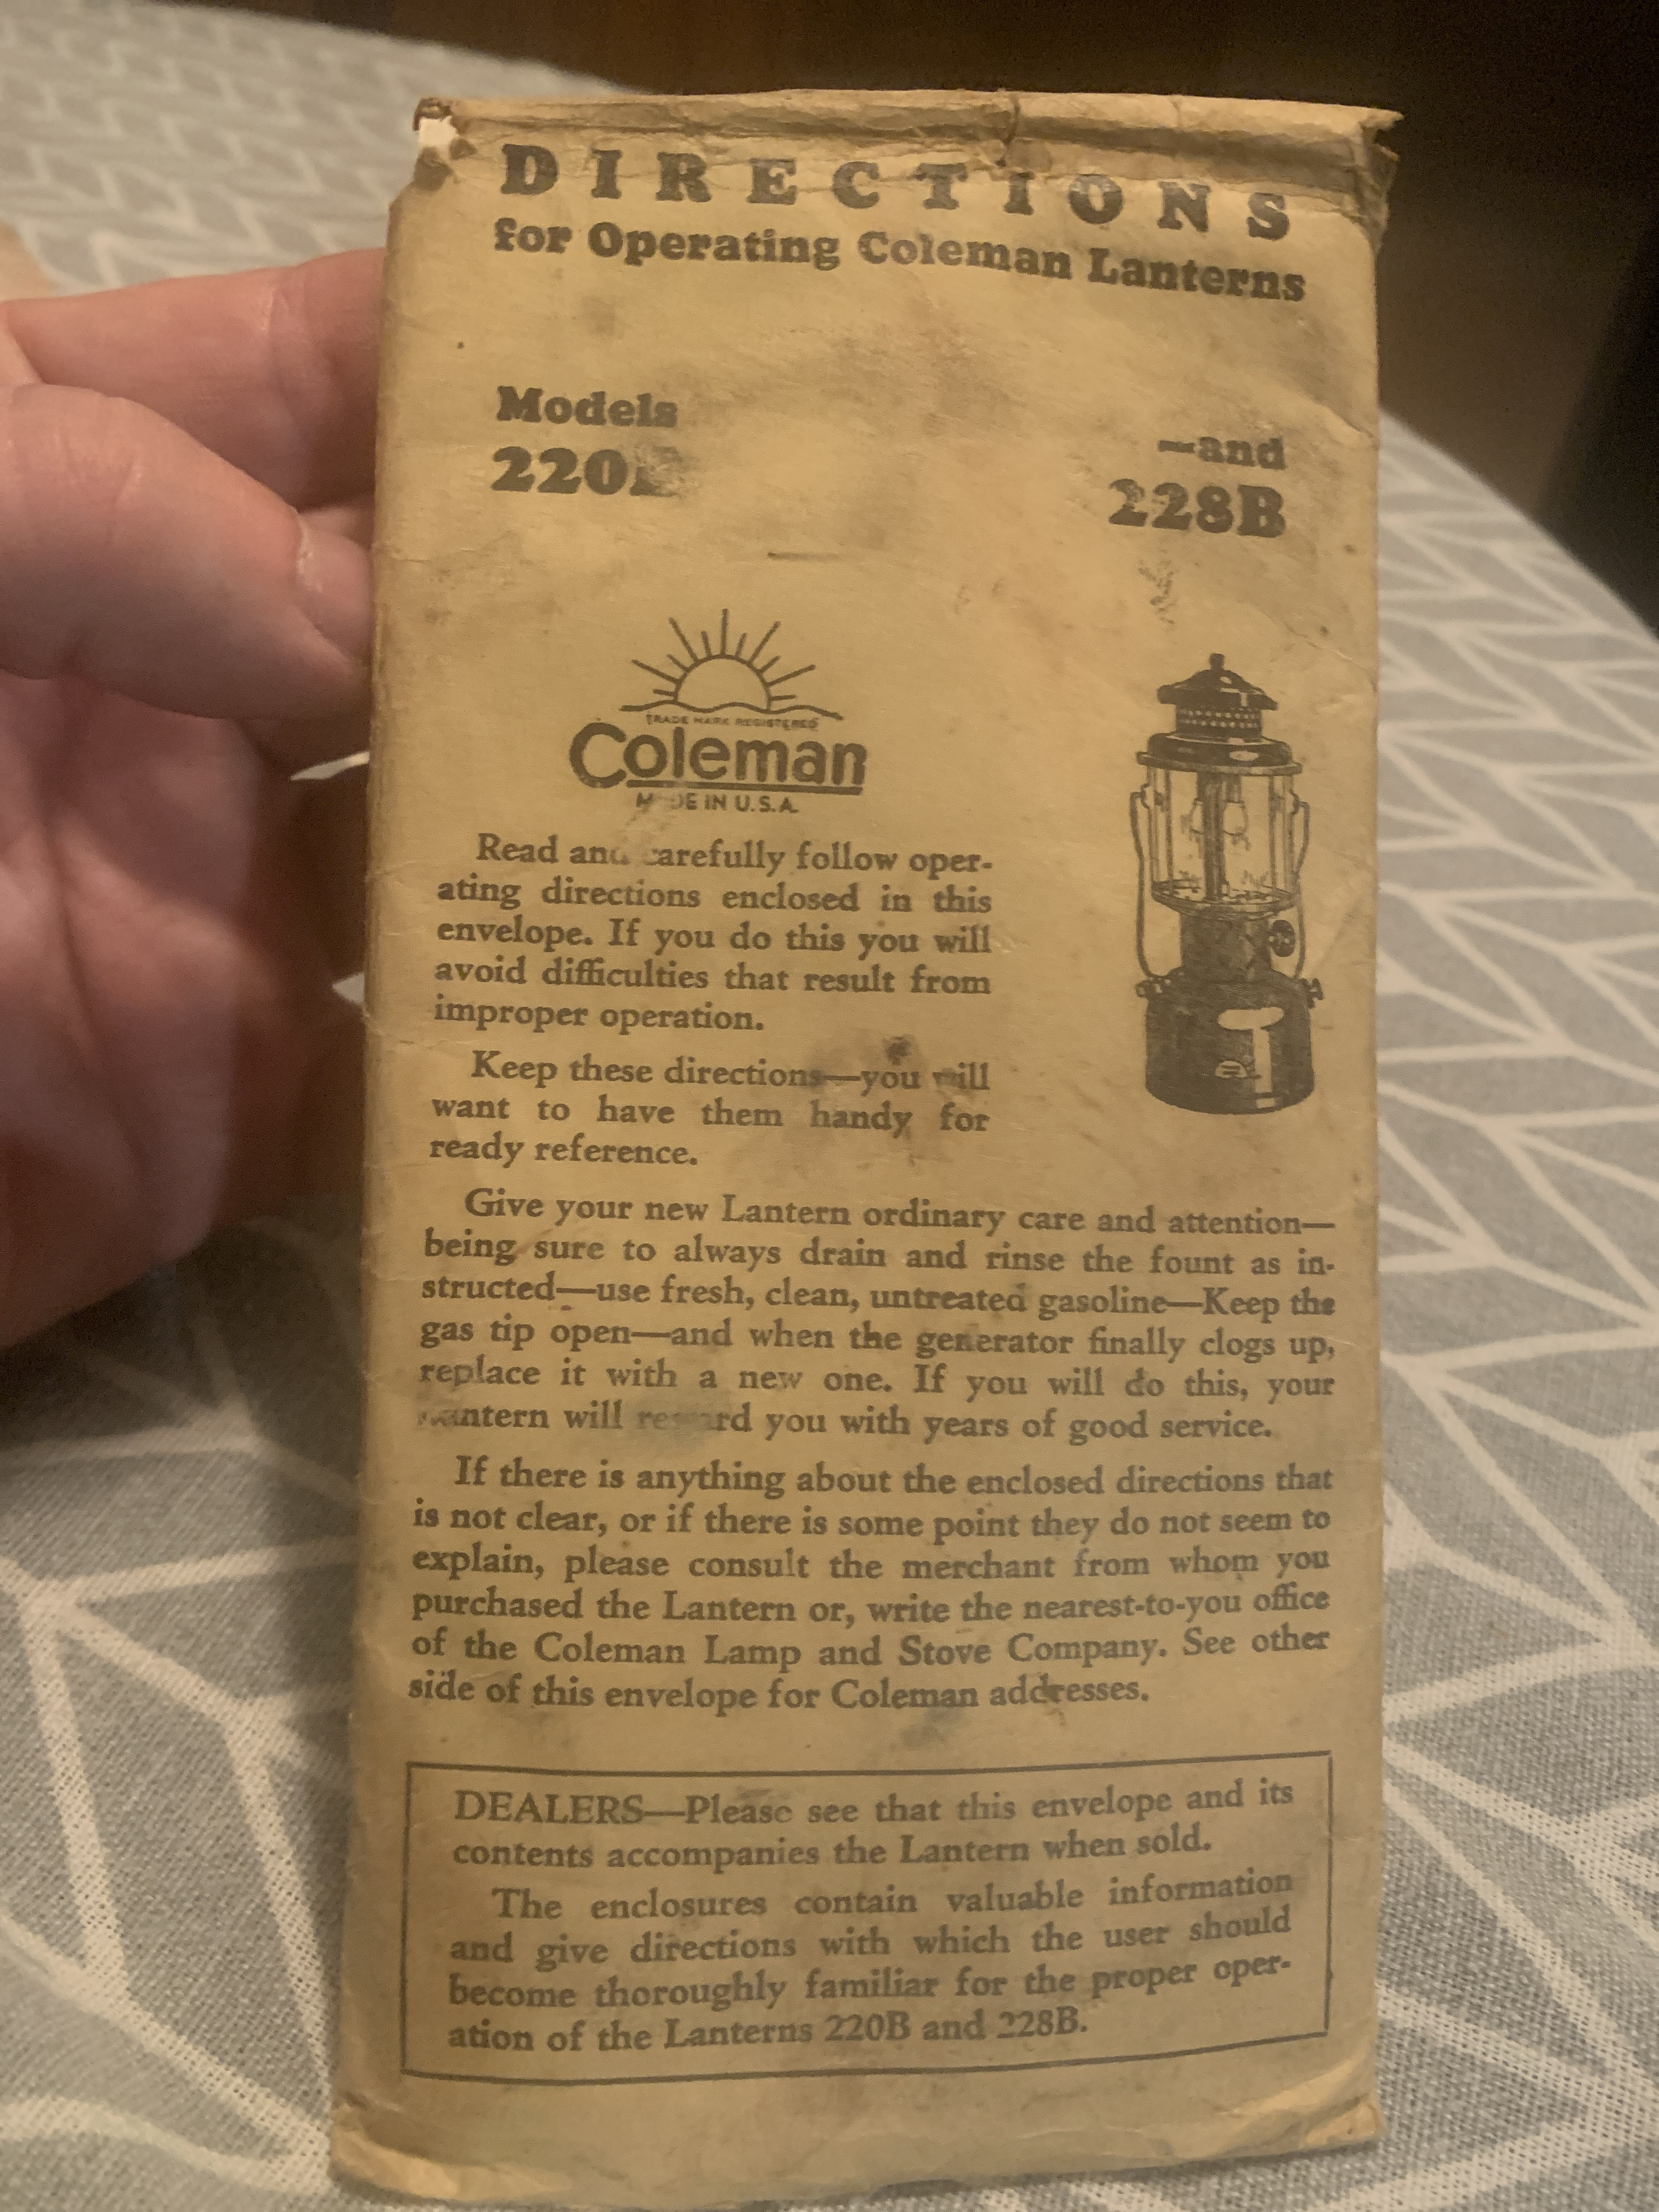 DIRECTIONS
for Operating Coleman Lanterns
Models
—and
220
228B
TRADE MARK REGISTERED
Coleman
MADE IN U.S.A.
Read and carefully follow oper-
ating directions enclosed in this
envelope. If you do this you will
avoid difficulties that result from
improper operation.
Keep these directions—you will
want to have them handy for
ready reference.
Give your new Lantern ordinary care and attention—
being sure to always drain and rinse the fount as in-
structed—use fresh, clean, untreated gasoline—Keep the
gas tip open—and when the generator finally clogs up,
replace it with a new one. If you will do this, your
Lantern will reward you with years of good service.
If there is anything about the enclosed directions that
is not clear, or if there is some point they do not seem to
explain, please consult the merchant from whom you
purchased the Lantern or, write the nearest-to-you office
of the Coleman Lamp and Stove Company. See other
side of this envelope for Coleman addresses.
DEALERS—Please see that this envelope and its
contents accompanies the Lantern when sold.
The enclosures contain valuable information
and give directions with which the user should
become thoroughly familiar for the proper oper-
ation of the Lanterns 220B and 228B.